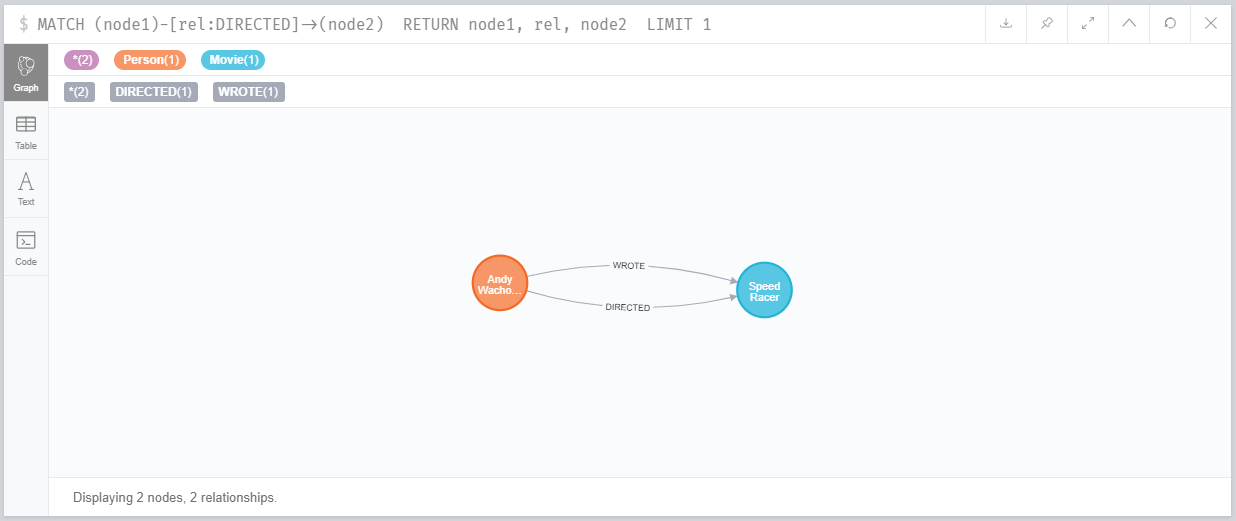 $ MATCH (node1)-[rel:DIRECTED]->(node2)  RETURN node1, rel, node2  LIMIT 1
*(2) Person(1) Movie(1)
*(2) DIRECTED(1) WROTE(1)
Graph
Table
Text
Code
Andy
Wacho...
WROTE
DIRECTED
Speed
Racer
Displaying 2 nodes, 2 relationships.